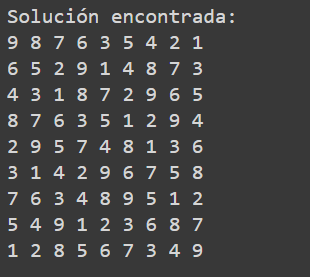 Solución encontrada:
9 8 7 6 3 5 4 2 1
6 5 2 9 1 4 8 7 3
4 3 1 8 7 2 9 6 5
8 7 6 3 5 1 2 9 4
2 9 5 7 4 8 1 3 6
3 1 4 2 9 6 7 5 8
7 6 3 4 8 9 5 1 2
5 4 9 1 2 3 6 8 7
1 2 8 5 6 7 3 4 9